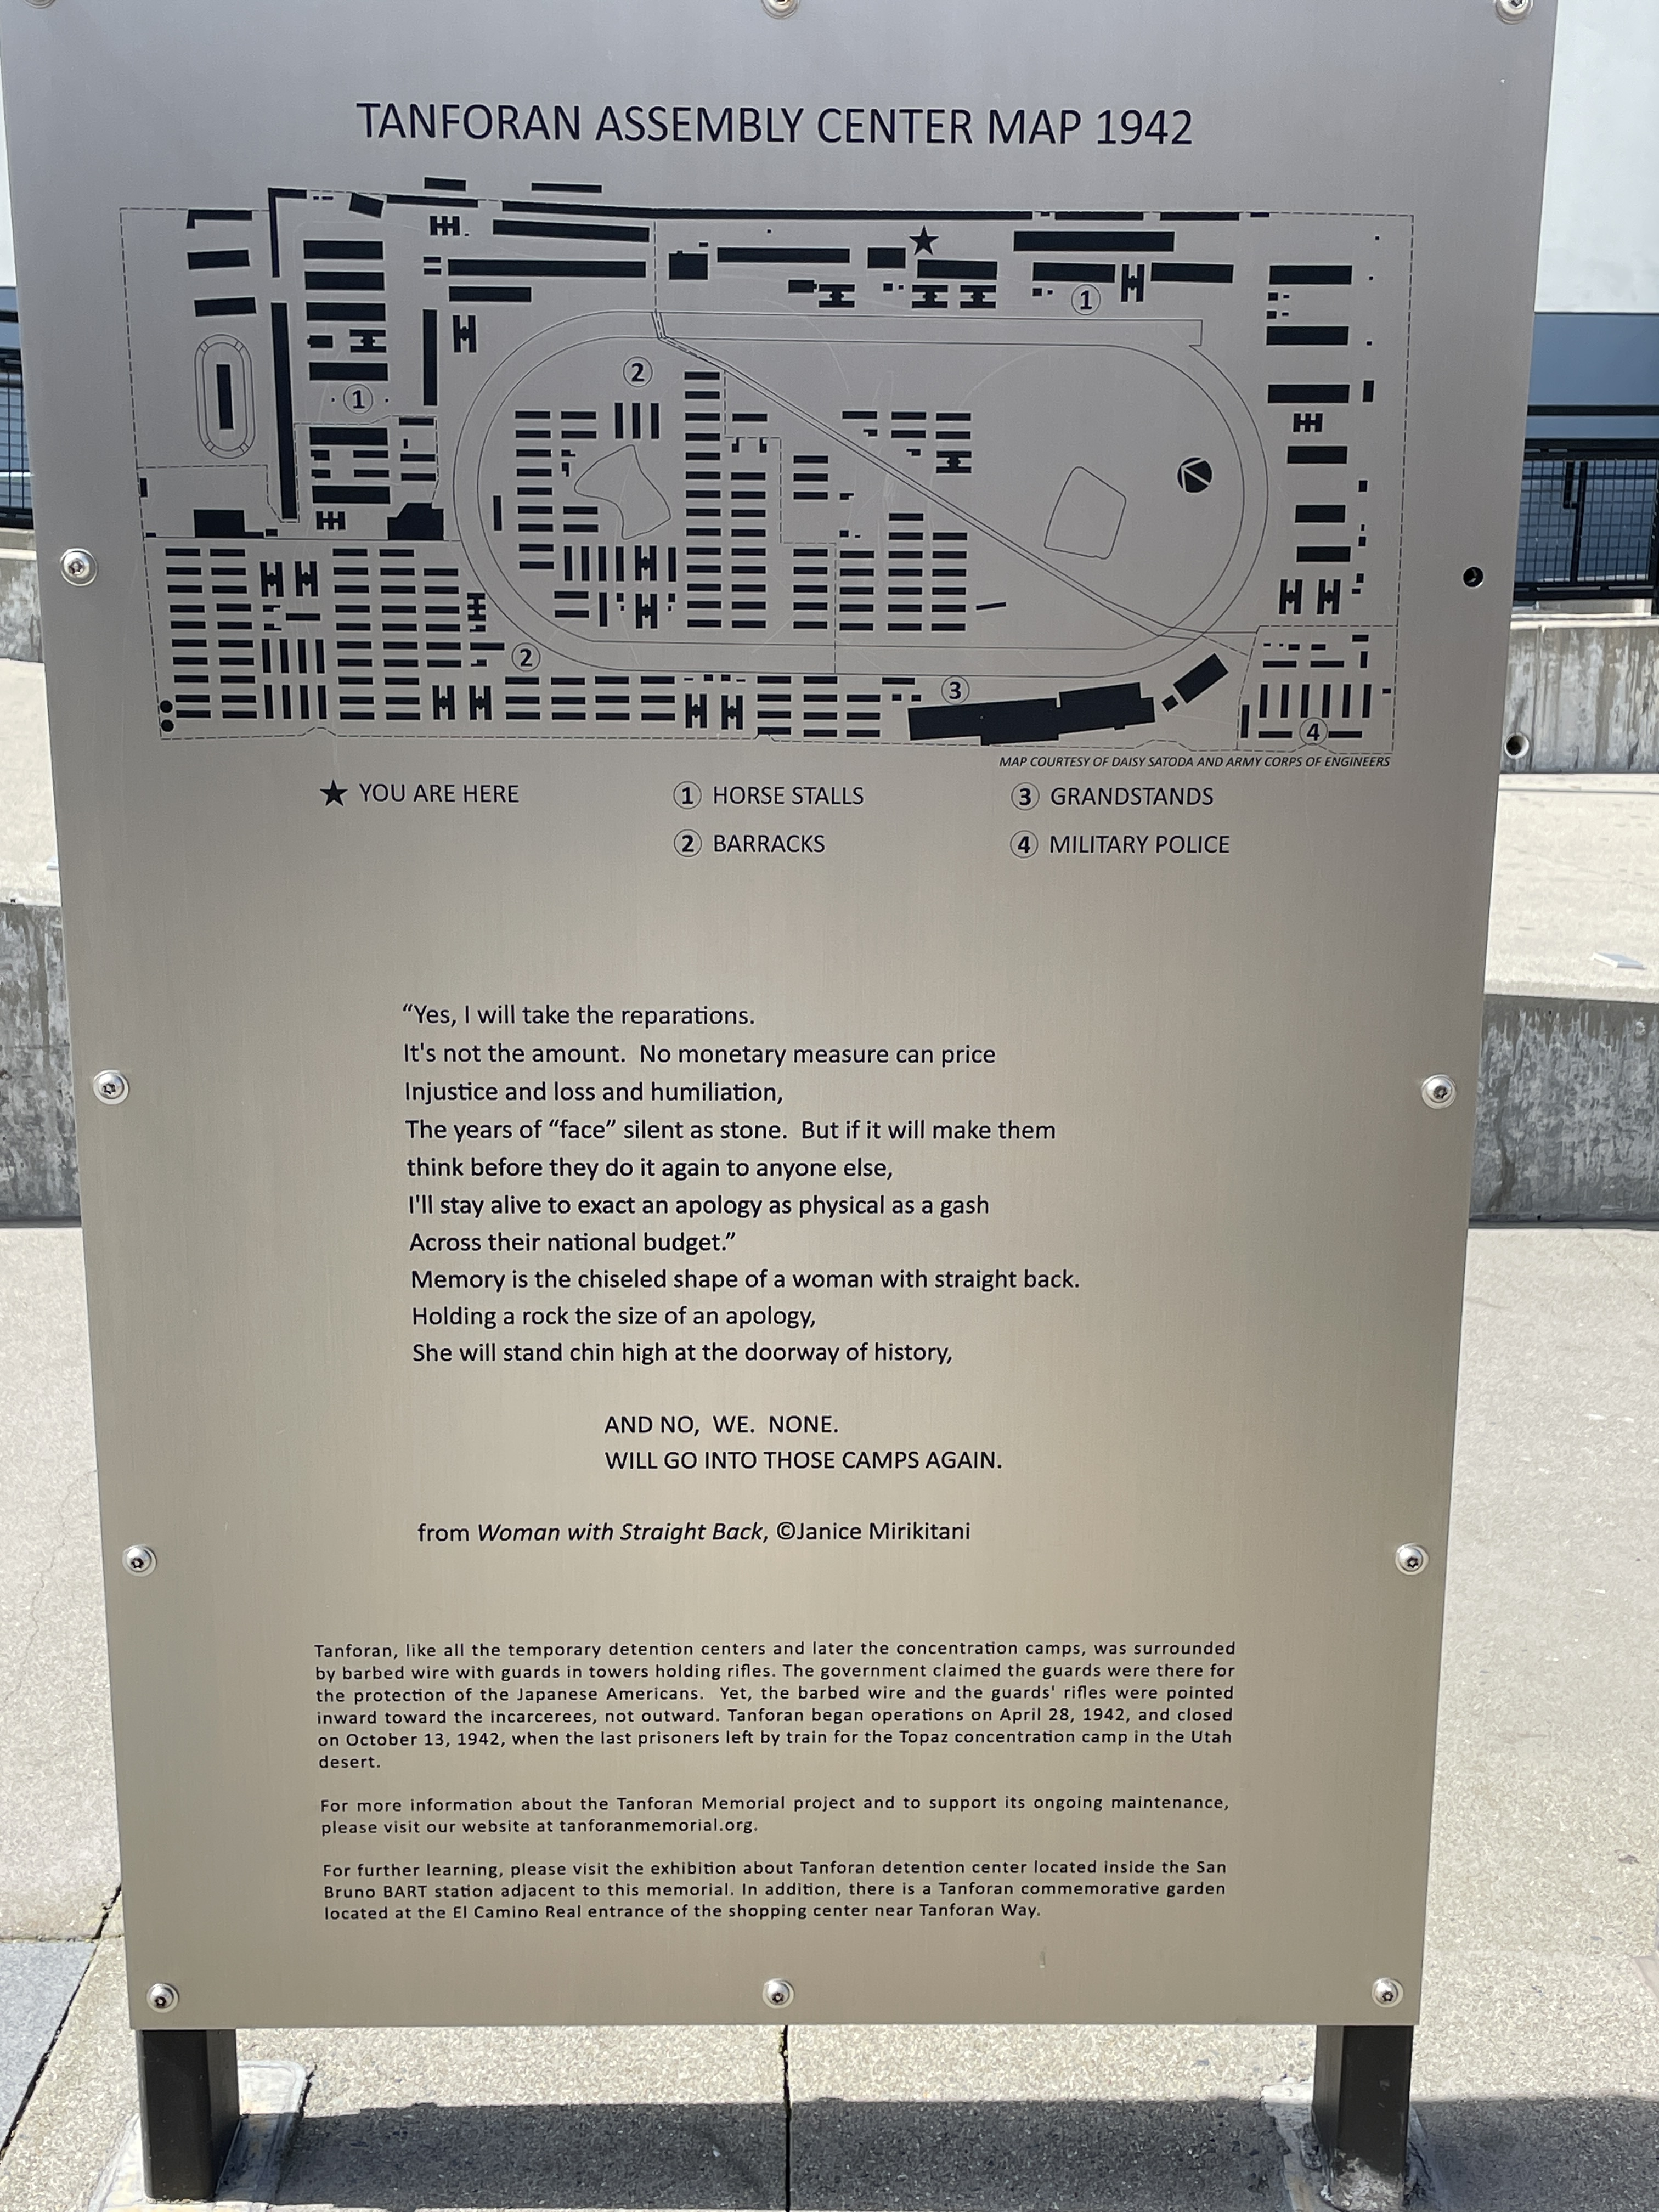 TANFORAN ASSEMBLY CENTER MAP 1942
1
2
1
2
3
4
MAP COURTESY OF DAISY SATODA AND ARMY CORPS OF ENGINEERS
★ YOU ARE HERE
1 HORSE STALLS
3 GRANDSTANDS
2 BARRACKS
4 MILITARY POLICE
“Yes, I will take the reparations.
It's not the amount.  No monetary measure can price
Injustice and loss and humiliation,
The years of “face” silent as stone.  But if it will make them
think before they do it again to anyone else,
I'll stay alive to exact an apology as physical as a gash
Across their national budget.”
Memory is the chiseled shape of a woman with straight back.
Holding a rock the size of an apology,
She will stand chin high at the doorway of history,
AND NO,  WE.  NONE.
WILL GO INTO THOSE CAMPS AGAIN.
from Woman with Straight Back, ©Janice Mirikitani
Tanforan, like all the temporary detention centers and later the concentration camps, was surrounded
by barbed wire with guards in towers holding rifles. The government claimed the guards were there for
the protection of the Japanese Americans.  Yet, the barbed wire and the guards' rifles were pointed
inward toward the incarcerees, not outward. Tanforan began operations on April 28, 1942, and closed
on October 13, 1942, when the last prisoners left by train for the Topaz concentration camp in the Utah
desert.
For more information about the Tanforan Memorial project and to support its ongoing maintenance,
please visit our website at tanforanmemorial.org.
For further learning, please visit the exhibition about Tanforan detention center located inside the San
Bruno BART station adjacent to this memorial. In addition, there is a Tanforan commemorative garden
located at the El Camino Real entrance of the shopping center near Tanforan Way.